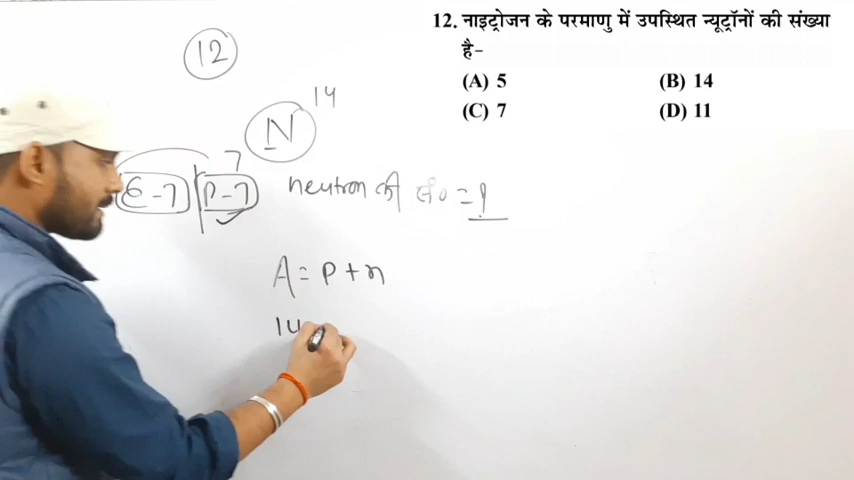 12. नाइट्रोजन के परमाणु में उपस्थित न्यूट्रॉनों की संख्या
है-
(A) 5
(B) 14
(C) 7
(D) 11
12
14
N
7
e-7
P-7
neutron की सं० = ?
A = P + n
14